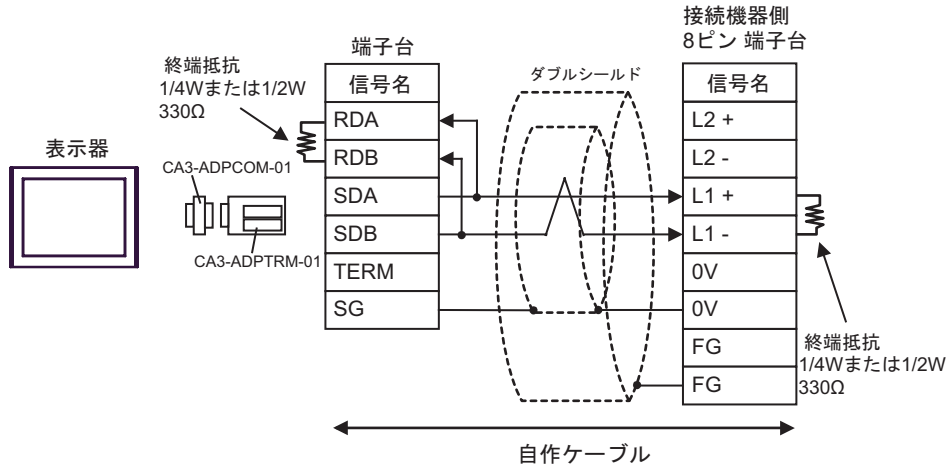 接続機器側
8ピン 端子台
端子台
終端抵抗
1/4Wまたは1/2W
330Ω
ダブルシールド
信号名
信号名
RDA
L2 +
表示器
RDB
L2 -
CA3-ADPCOM-01
SDA
L1 +
SDB
L1 -
CA3-ADPTRM-01
TERM
0V
SG
0V
FG
終端抵抗
1/4Wまたは1/2W
330Ω
FG
自作ケーブル